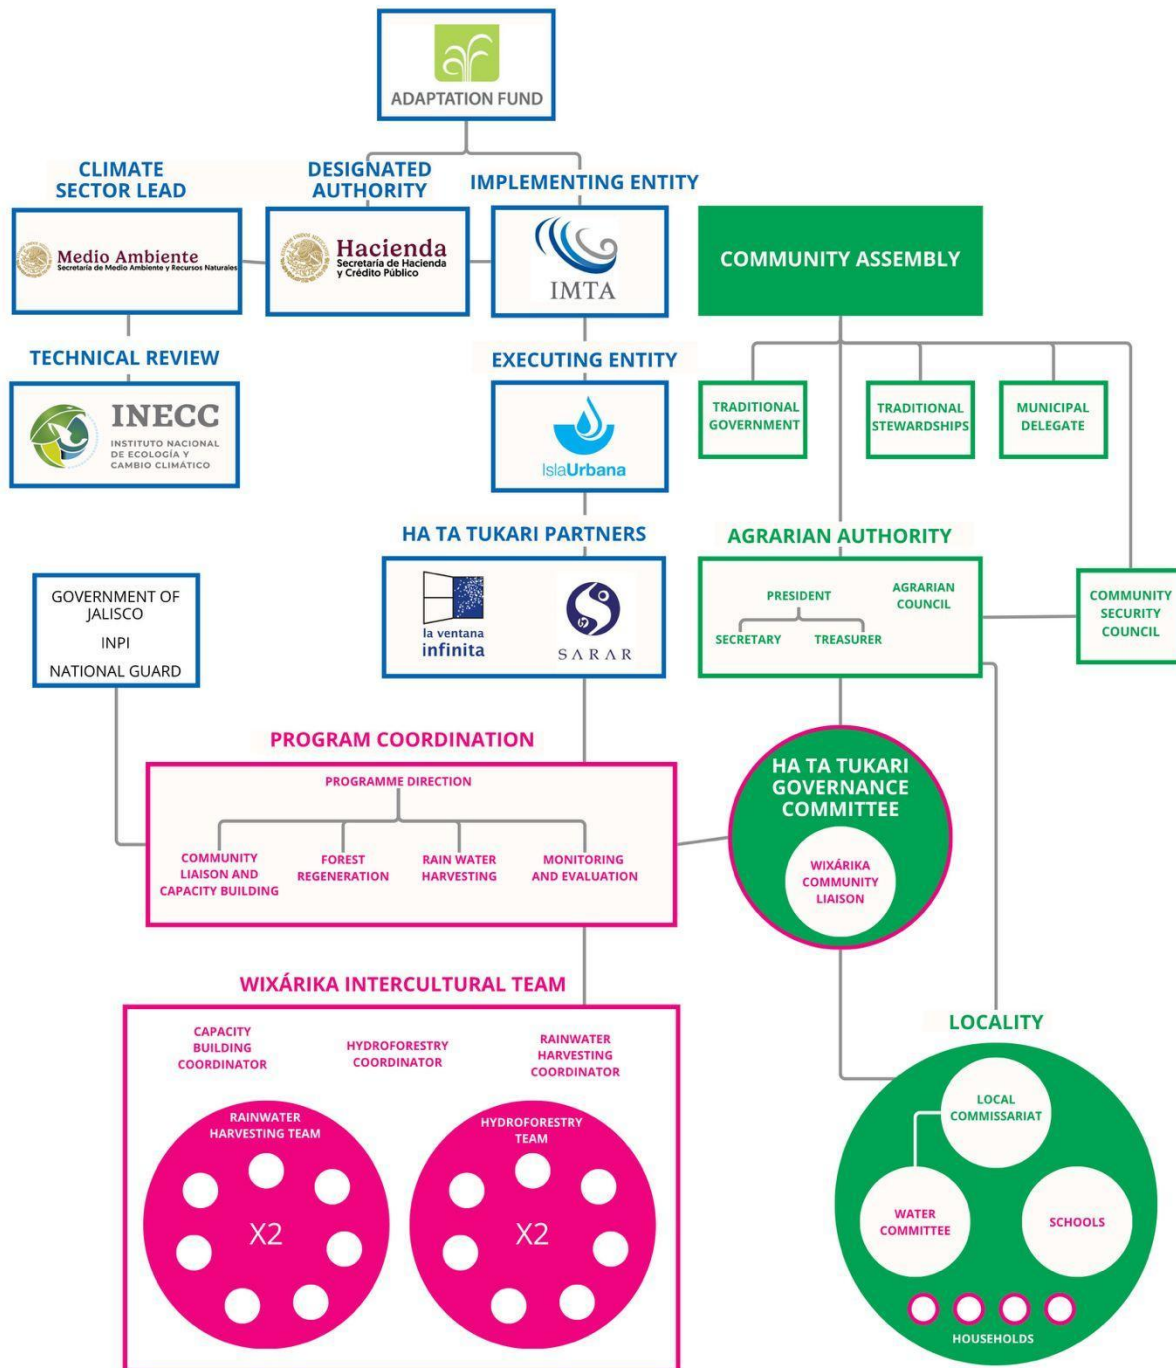 ADAPTATION FUND
CLIMATE
SECTOR LEAD
DESIGNATED
AUTHORITY
IMPLEMENTING ENTITY
Medio Ambiente
Secretaría de Medio Ambiente y Recursos Naturales
Hacienda
Secretaría de Hacienda
y Crédito Público
IMTA
COMMUNITY ASSEMBLY
TECHNICAL REVIEW
EXECUTING ENTITY
INECC
INSTITUTO NACIONAL
DE ECOLOGÍA Y
CAMBIO CLIMÁTICO
IslaUrbana
TRADITIONAL
GOVERNMENT
TRADITIONAL
STEWARDSHIPS
MUNICIPAL
DELEGATE
HA TA TUKARI PARTNERS
AGRARIAN AUTHORITY
GOVERNMENT OF
JALISCO
INPI
NATIONAL GUARD
la ventana
infinita
SARAR
PRESIDENT
AGRARIAN
COUNCIL
SECRETARY
TREASURER
COMMUNITY
SECURITY
COUNCIL
PROGRAM COORDINATION
PROGRAMME DIRECTION
COMMUNITY
LIAISON AND
CAPACITY BUILDING
FOREST
REGENERATION
RAIN WATER
HARVESTING
MONITORING
AND EVALUATION
HA TA TUKARI
GOVERNANCE
COMMITTEE
WIXÁRIKA
COMMUNITY
LIAISON
WIXÁRIKA INTERCULTURAL TEAM
CAPACITY
BUILDING
COORDINATOR
HYDROFORESTRY
COORDINATOR
RAINWATER
HARVESTING
COORDINATOR
RAINWATER
HARVESTING TEAM
X2
HYDROFORESTRY
TEAM
X2
LOCALITY
LOCAL
COMMISSARIAT
WATER
COMMITTEE
SCHOOLS
HOUSEHOLDS